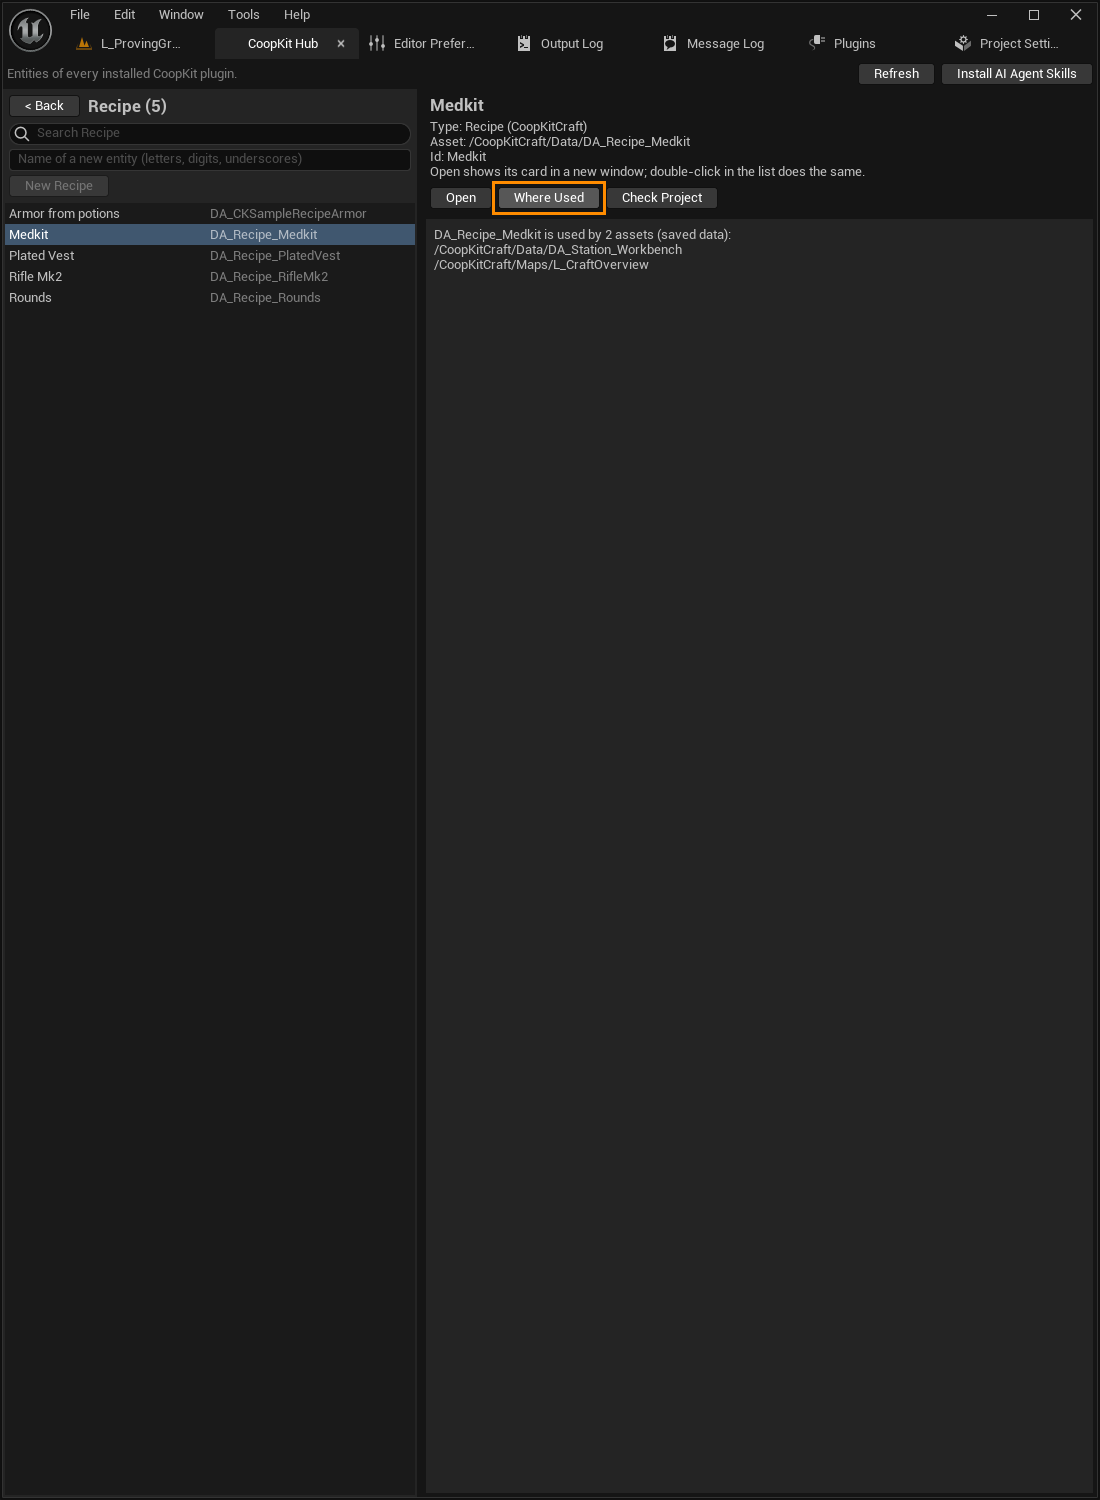 File Edit Window Tools Help
L_ProvingGr... CoopKit Hub Editor Prefer... Output Log Message Log Plugins Project Setti...
Entities of every installed CoopKit plugin. Refresh Install AI Agent Skills
< Back Recipe (5)
Search Recipe
Name of a new entity (letters, digits, underscores)
New Recipe
Armor from potions DA_CKSampleRecipeArmor
Medkit DA_Recipe_Medkit
Plated Vest DA_Recipe_PlatedVest
Rifle Mk2 DA_Recipe_RifleMk2
Rounds DA_Recipe_Rounds
Medkit
Type: Recipe (CoopKitCraft)
Asset: /CoopKitCraft/Data/DA_Recipe_Medkit
Id: Medkit
Open shows its card in a new window; double-click in the list does the same.
Open Where Used Check Project
DA_Recipe_Medkit is used by 2 assets (saved data):
/CoopKitCraft/Data/DA_Station_Workbench
/CoopKitCraft/Maps/L_CraftOverview